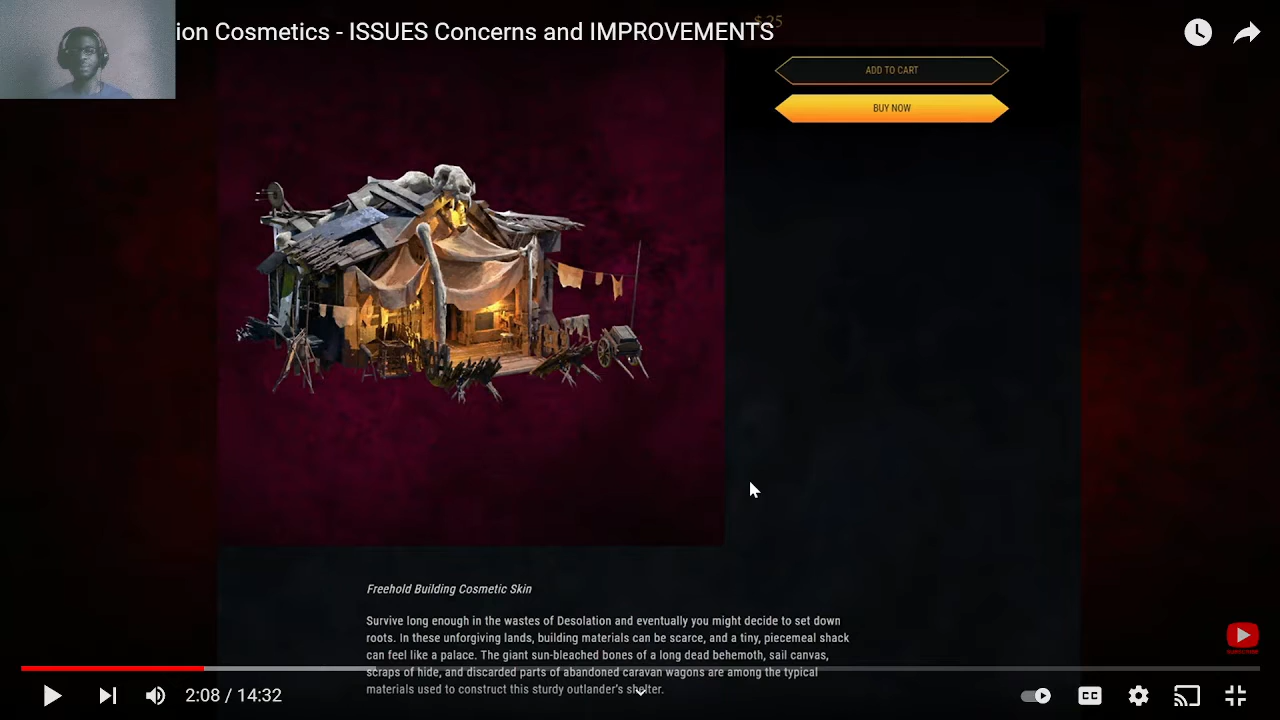 ion Cosmetics - ISSUES Concerns and IMPROVEMENTS
$ 25
ADD TO CART
BUY NOW
Freehold Building Cosmetic Skin
Survive long enough in the wastes of Desolation and eventually you might decide to set down
roots. In these unforgiving lands, building materials can be scarce, and a tiny, piecemeal shack
can feel like a palace. The giant sun-bleached bones of a long dead behemoth, sail canvas,
scraps of hide, and discarded parts of abandoned caravan wagons are among the typical
materials used to construct this sturdy outlander's shelter.
2:08 / 14:32
CC